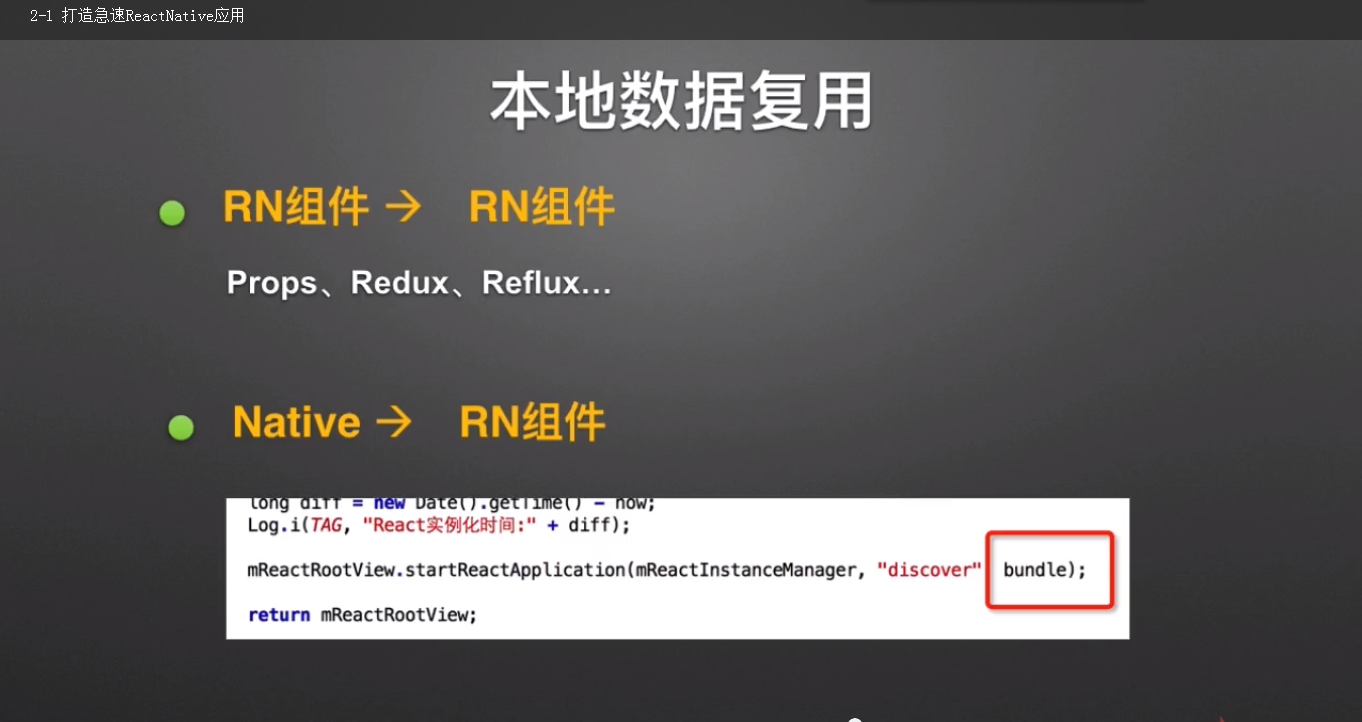 2-1 打造急速ReactNative应用
本地数据复用
RN组件 → RN组件
Props、Redux、Reflux...
Native → RN组件
long diff = new Date().getTime() - now;
Log.i(TAG, "React实例化时间:" + diff);
mReactRootView.startReactApplication(mReactInstanceManager, "discover" bundle);
return mReactRootView;